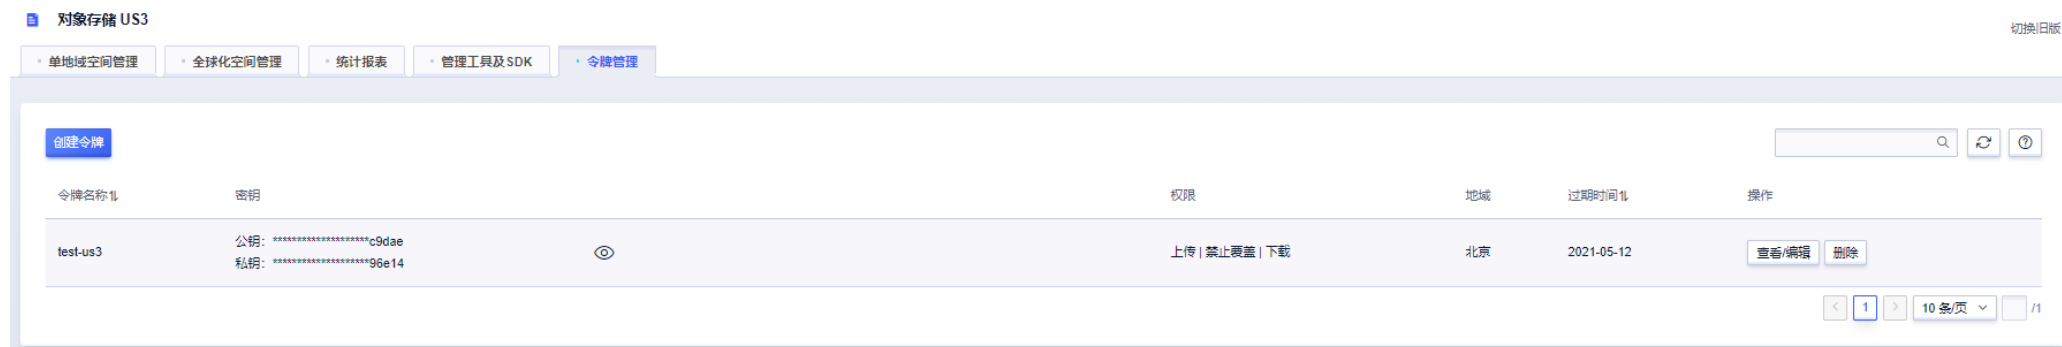 对象存储 US3
切换旧版
单地域空间管理 全球化空间管理 统计报表 管理工具及SDK 令牌管理
创建令牌
令牌名称 密钥 权限 地域 过期时间 操作
test-us3 公钥：********************c9dae 上传 | 禁止覆盖 | 下载 北京 2021-05-12 查看/编辑 删除
私钥：********************96e14
1 10 条/页 /1